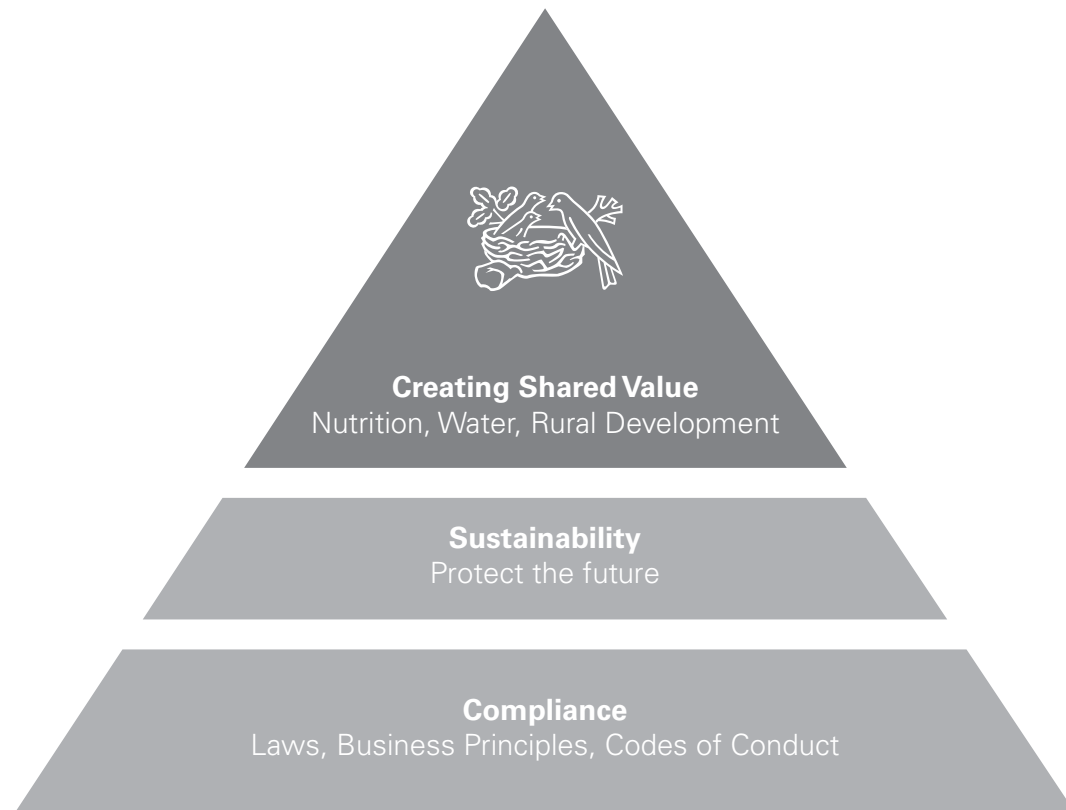 Creating Shared Value
Nutrition, Water, Rural Development
Sustainability
Protect the future
Compliance
Laws, Business Principles, Codes of Conduct